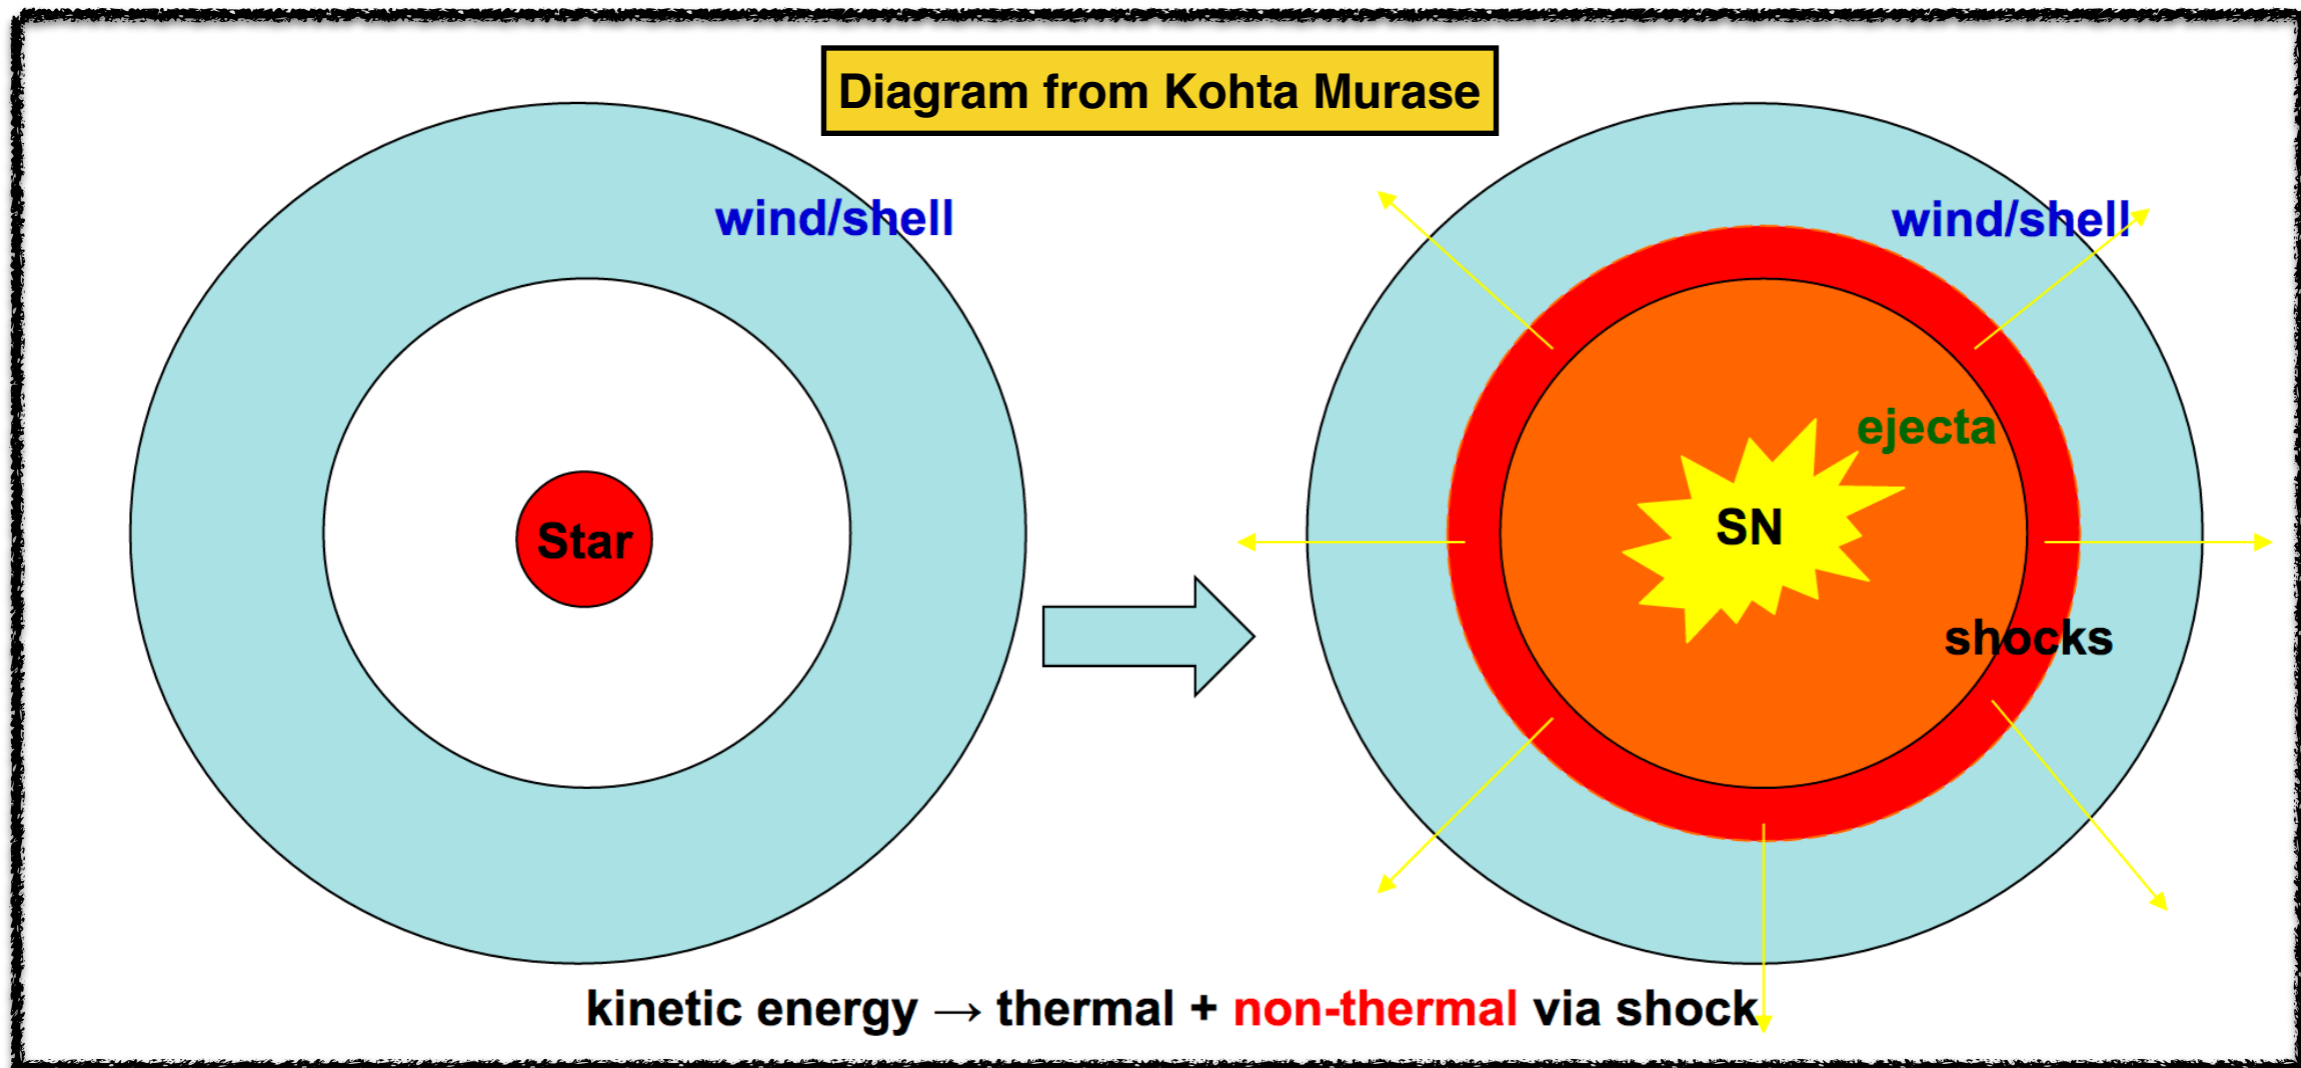 Diagram from Kohta Murase
wind/shell
Star
wind/shell
ejecta
SN
shocks
kinetic energy → thermal + non-thermal via shock